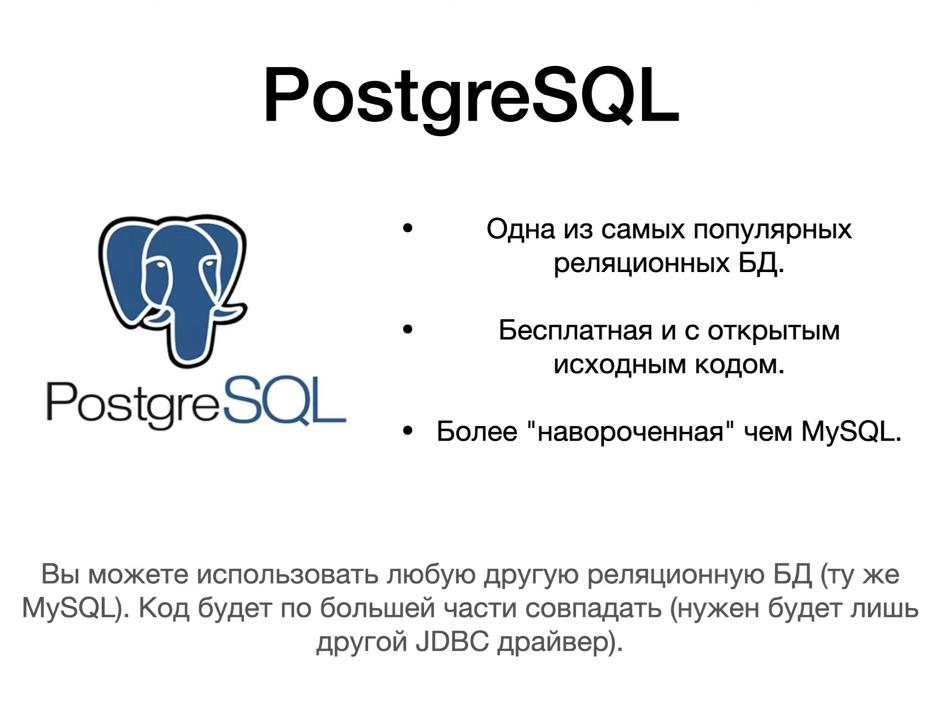 PostgreSQL
PostgreSQL
• Одна из самых популярных
реляционных БД.
• Бесплатная и с открытым
исходным кодом.
• Более "навороченная" чем MySQL.
Вы можете использовать любую другую реляционную БД (ту же
MySQL). Код будет по большей части совпадать (нужен будет лишь
другой JDBC драйвер).